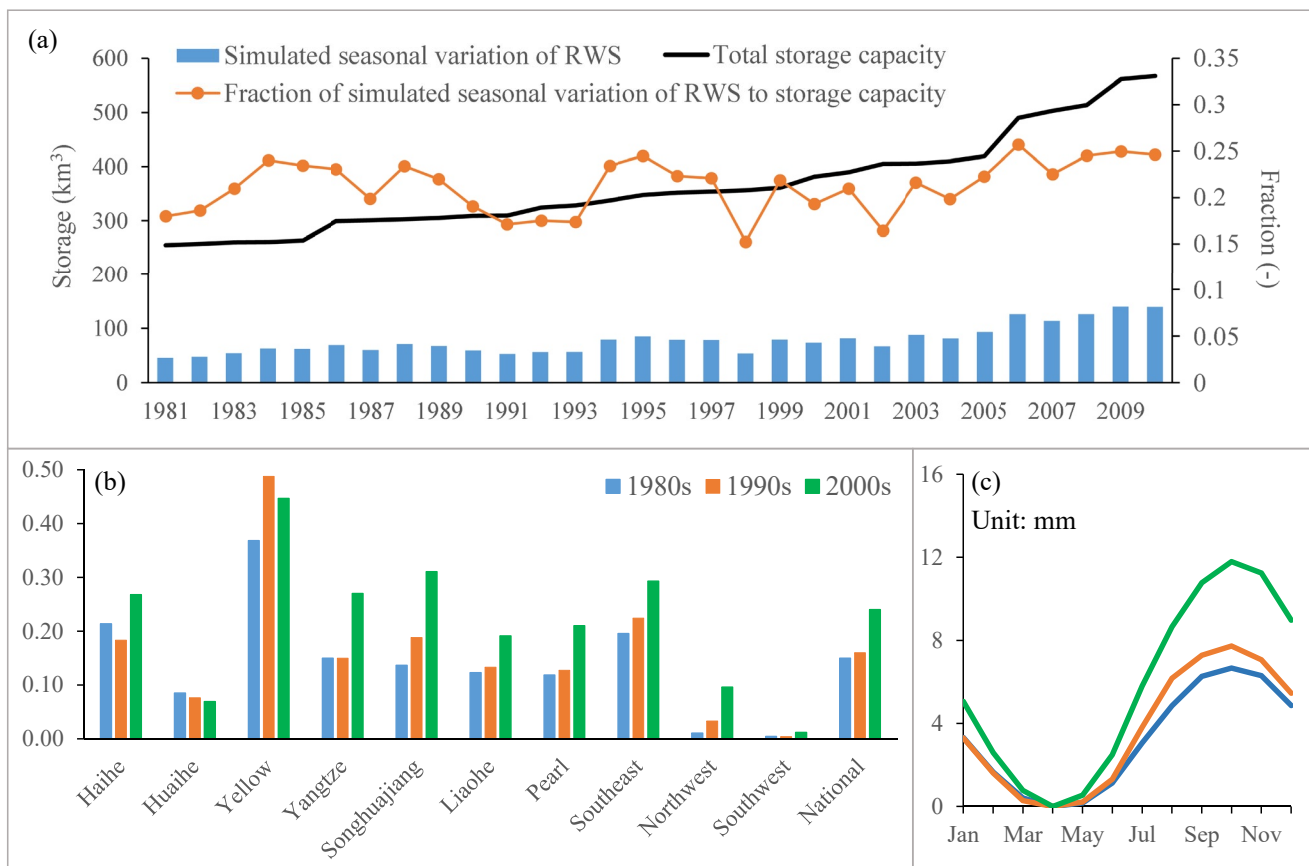 (a)
Simulated seasonal variation of RWS
Total storage capacity
Fraction of simulated seasonal variation of RWS to storage capacity
Storage (km³)
600
500
400
300
200
100
0
Fraction (-)
0.35
0.3
0.25
0.2
0.15
0.1
0.05
0
1981 1983 1985 1987 1989 1991 1993 1995 1997 1999 2001 2003 2005 2007 2009
(b)
1980s 1990s 2000s
0.50
0.40
0.30
0.20
0.10
0.00
Haihe
Huaihe
Yellow
Yangtze
Songhuajiang
Liaohe
Pearl
Southeast
Northwest
Southwest
National
(c)
Unit: mm
16
12
8
4
0
Jan Mar May Jul Sep Nov